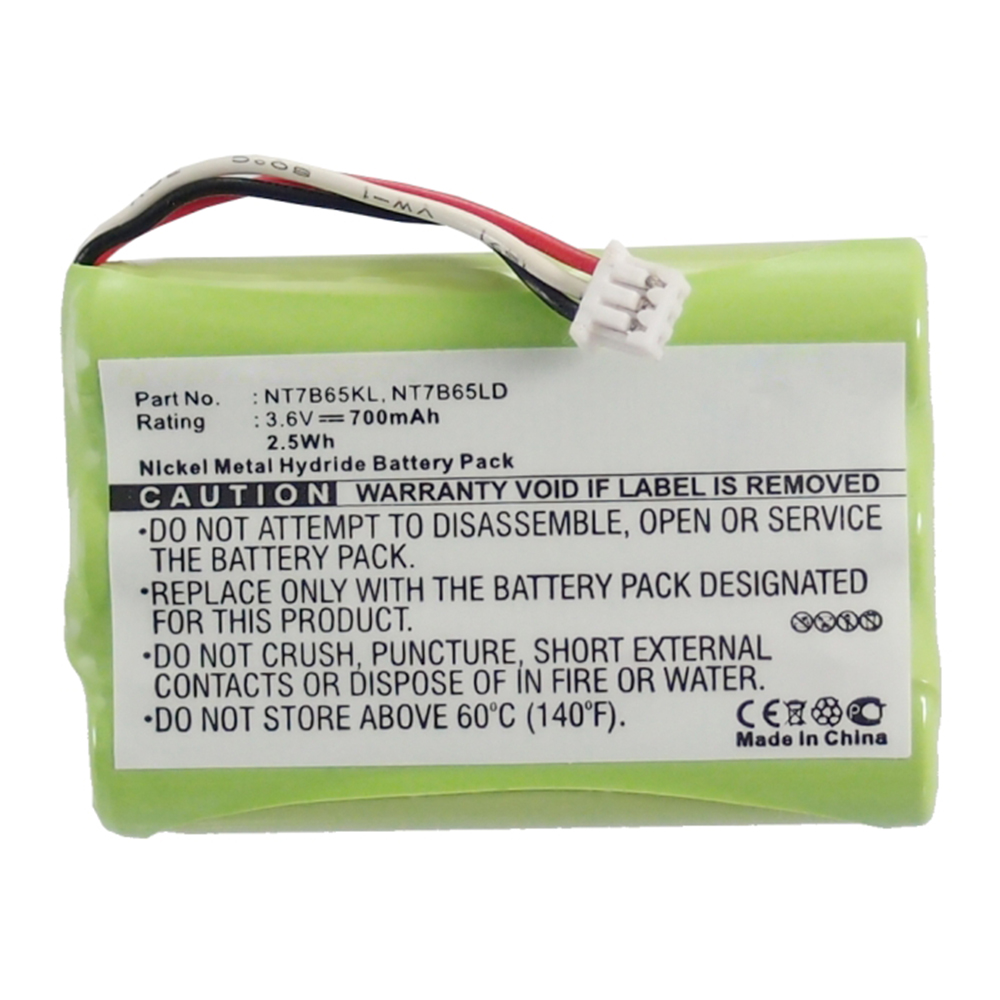 80°C
VW-1
Part No. : NT7B65KL, NT7B65LD
Rating : 3.6V 700mAh
2.5Wh
Nickel Metal Hydride Battery Pack
CAUTION WARRANTY VOID IF LABEL IS REMOVED
•DO NOT ATTEMPT TO DISASSEMBLE, OPEN OR SERVICE
THE BATTERY PACK.
•REPLACE ONLY WITH THE BATTERY PACK DESIGNATED
FOR THIS PRODUCT.
•DO NOT CRUSH, PUNCTURE, SHORT EXTERNAL
CONTACTS OR DISPOSE OF IN FIRE OR WATER.
•DO NOT STORE ABOVE 60°C (140°F).
CE
Made In China